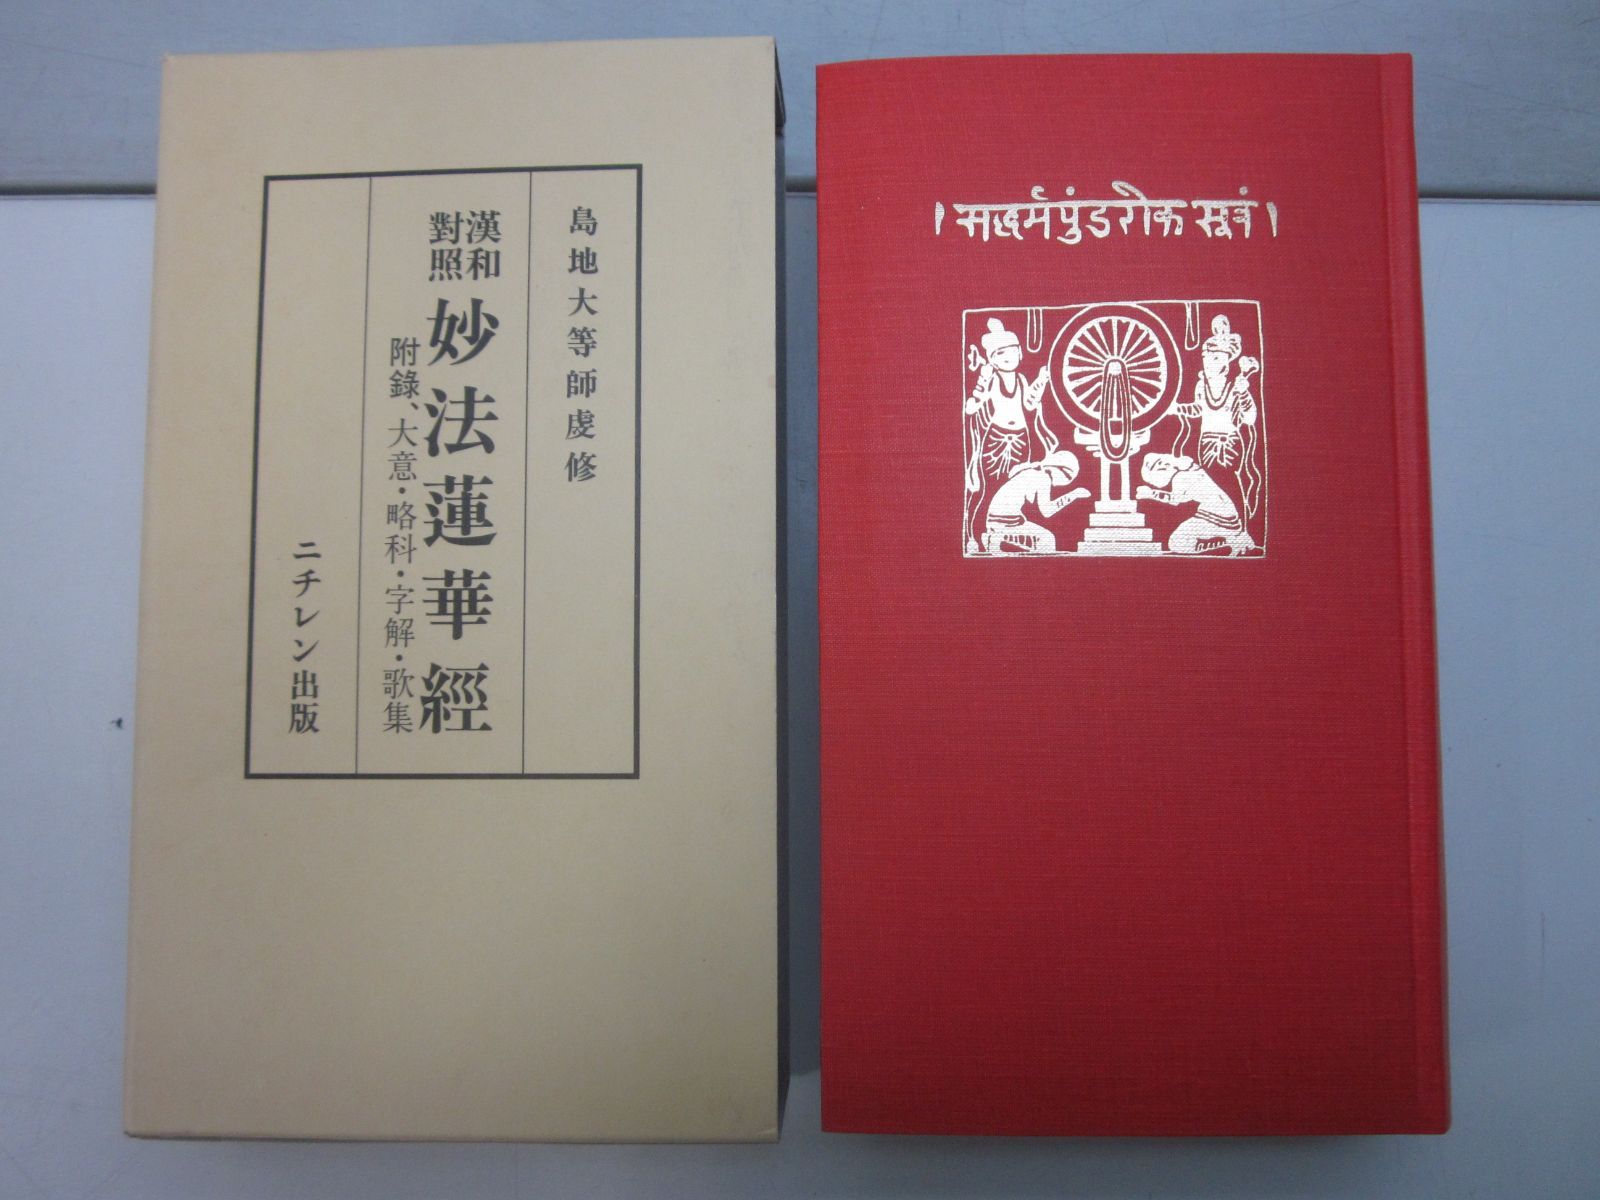 島地大等師虔修
漢和
對照
妙法蓮華經
附錄、大意・略科・字解・歌集
ニチレン出版
। सद्धर्मपुंडरीक सूत्रं ।